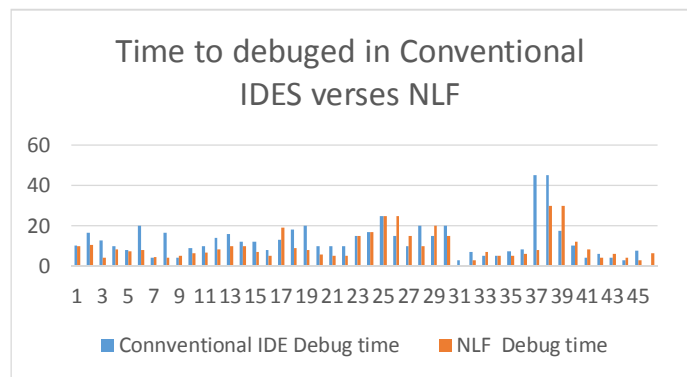 Time to debuged in Conventional
IDES verses NLF
60
40
20
0
1 3 5 7 9 11 13 15 17 19 21 23 25 27 29 31 33 35 37 39 41 43 45
Connventional IDE Debug time NLF Debug time